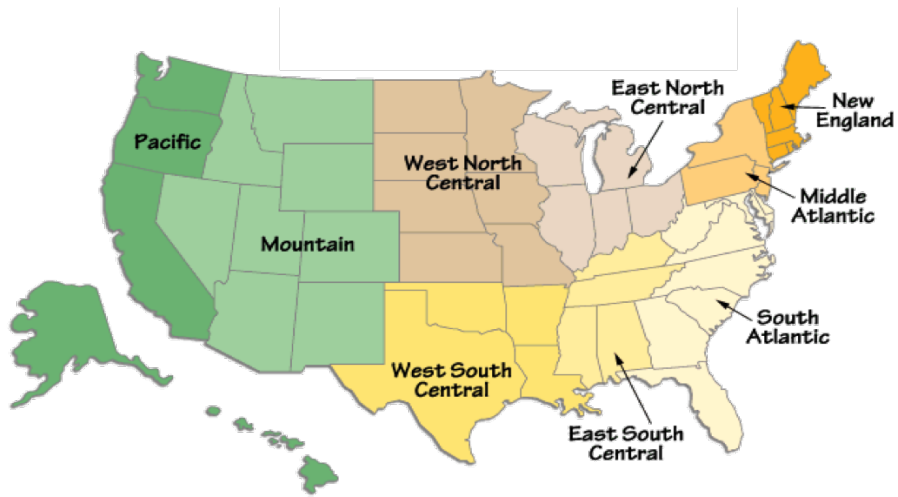 East North
Central
New
England
Pacific
West North
Central
Middle
Atlantic
Mountain
South
Atlantic
West South
Central
East South
Central